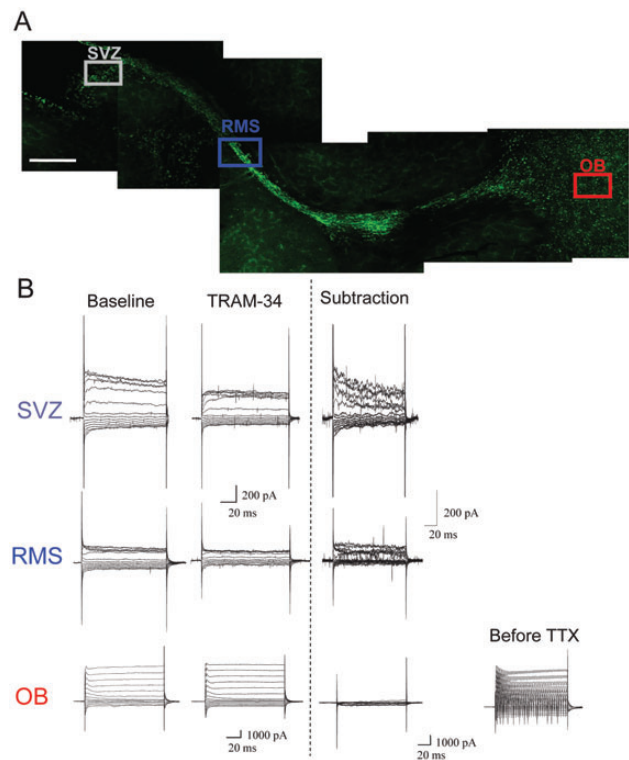 A
SVZ
RMS
OB
B
Baseline TRAM-34 Subtraction
SVZ
200 pA
20 ms
200 pA
20 ms
RMS
Before TTX
OB
1000 pA
20 ms
1000 pA
20 ms